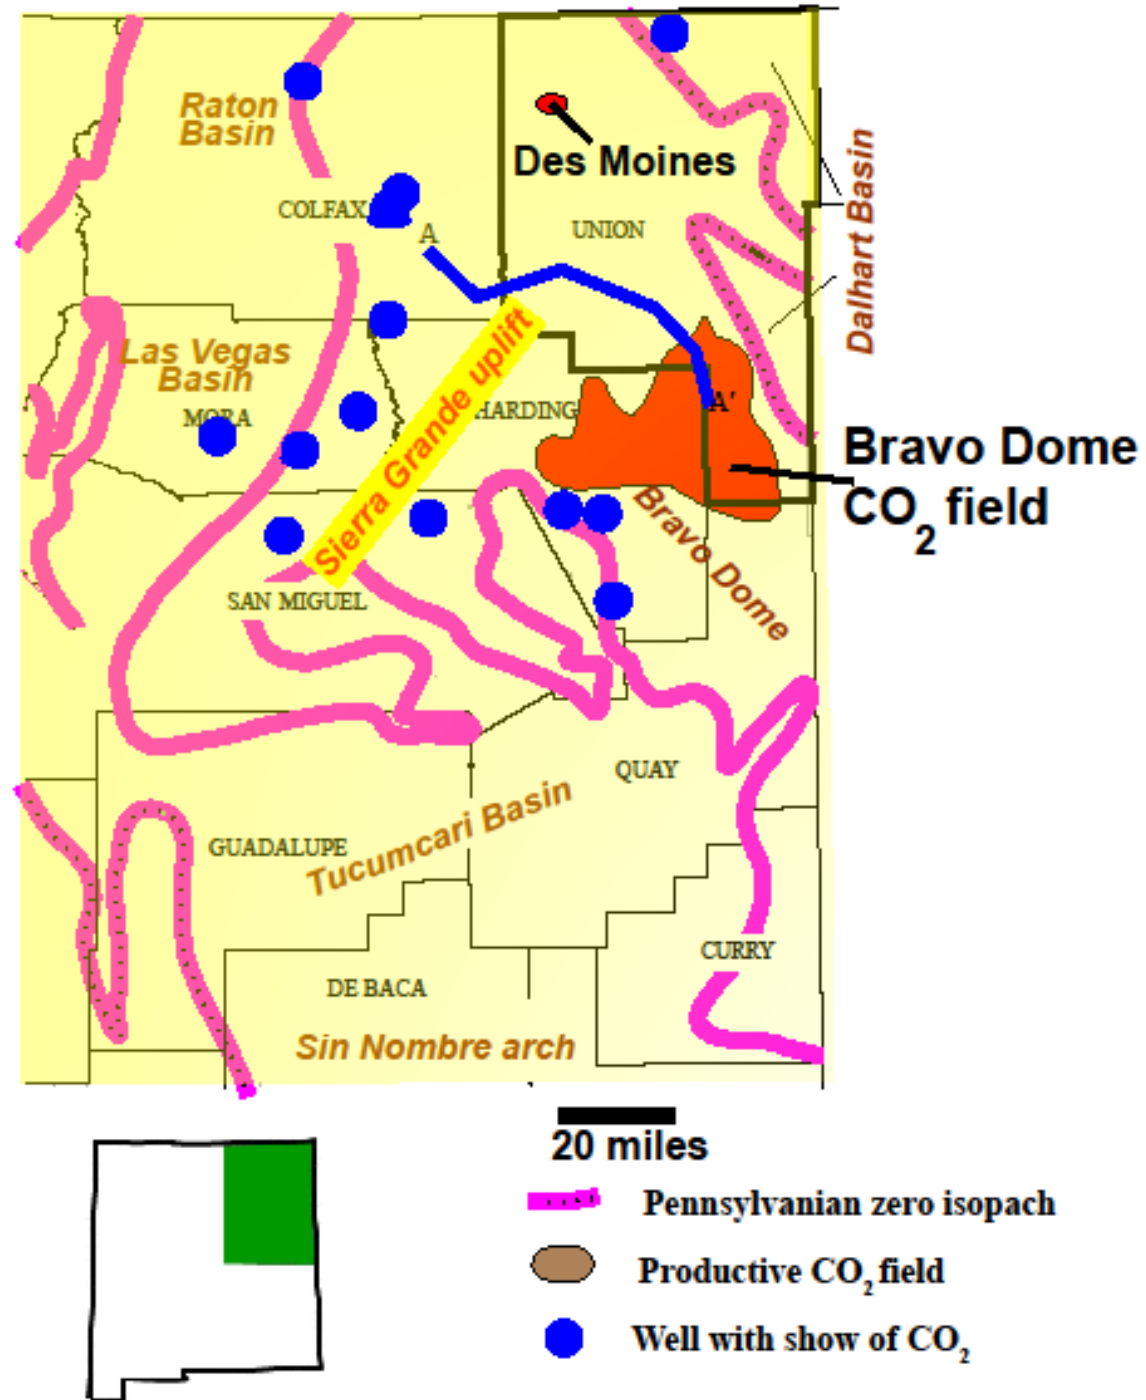 Raton
Basin
Des Moines
COLFAX
A
UNION
Dalhart Basin
Las Vegas
Basin
MORA
Sierra Grande uplift
HARDING
A'
Bravo Dome
CO2 field
Bravo Dome
SAN MIGUEL
QUAY
Tucumcari Basin
GUADALUPE
CURRY
DE BACA
Sin Nombre arch
20 miles
Pennsylvanian zero isopach
Productive CO2 field
Well with show of CO2